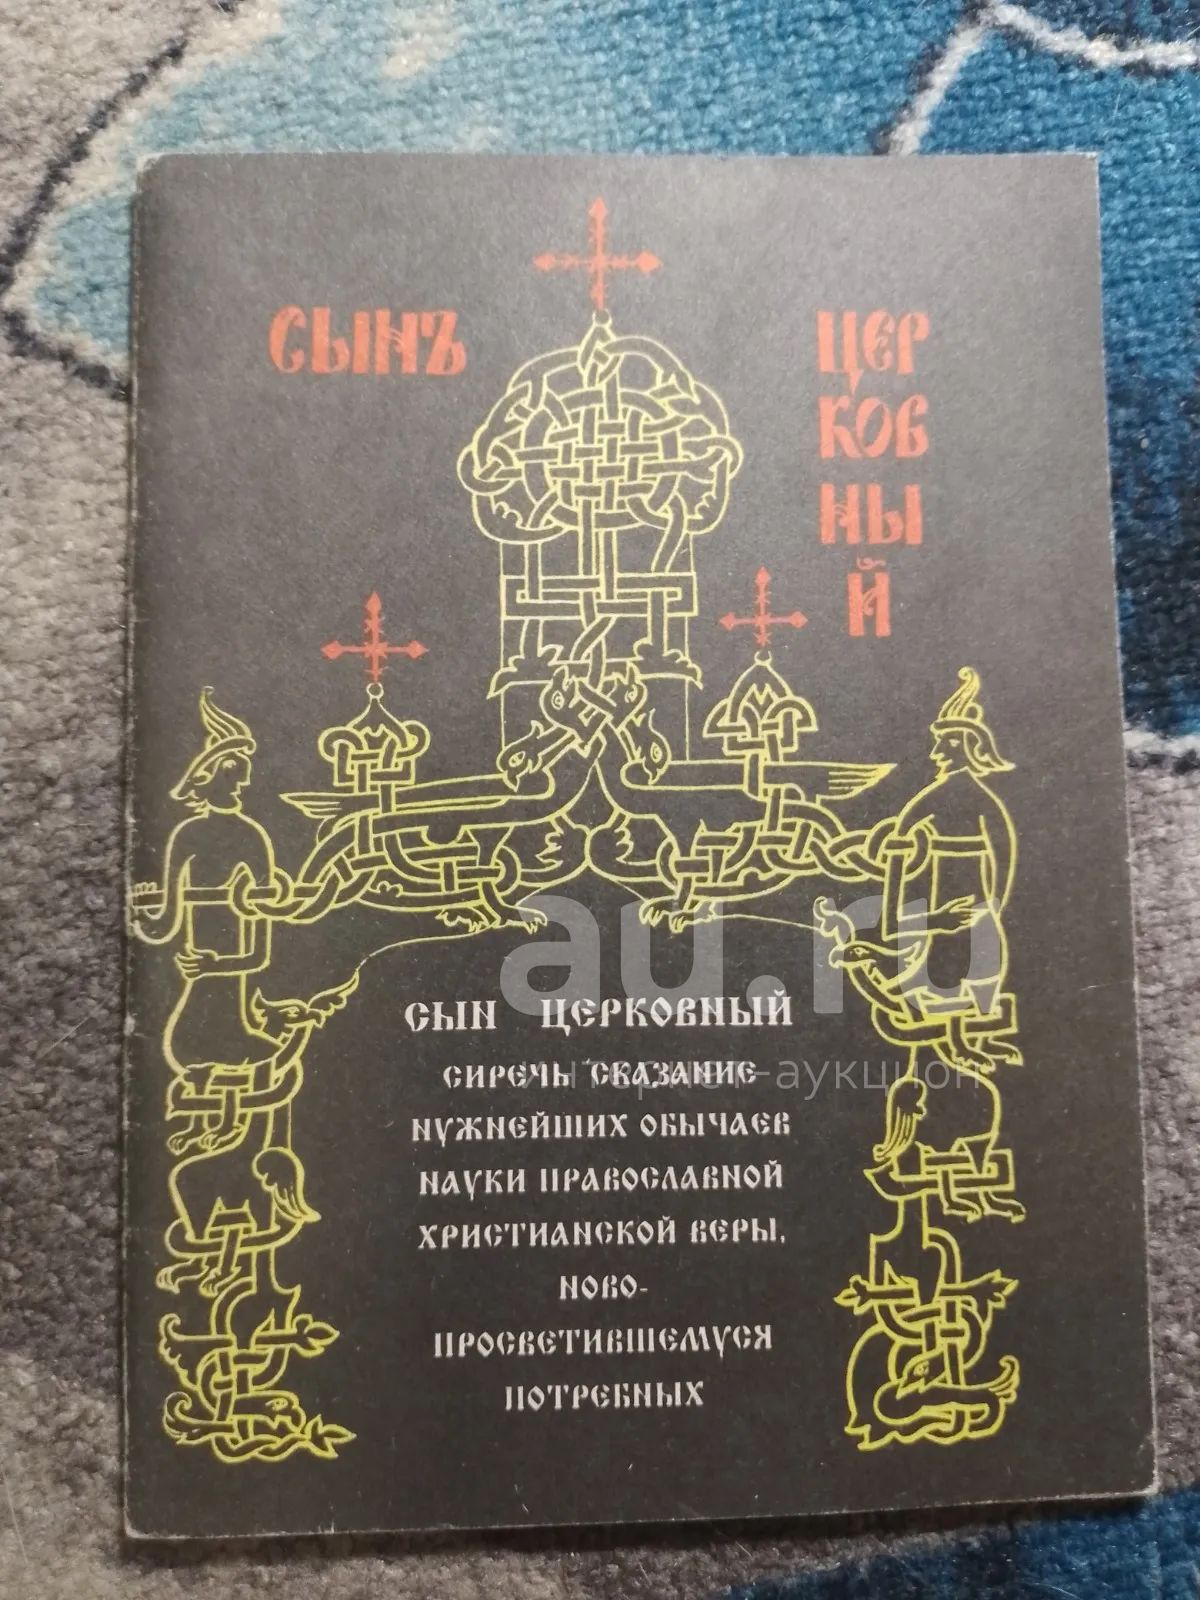 СЫНЪ
ЦЕР
КОВ
НЫ
Й
СЫН ЦЕРКОВНЫЙ
СИРЕЧЬ СКАЗАНИЕ
НУЖНЕЙШИХ ОБЫЧАЕВ
НАУКИ ПРАВОСЛАВНОЙ
ХРИСТИАНСКОЙ ВЕРЫ,
НОВО-
ПРОСВЕТИВШЕМУСЯ
ПОТРЕБНЫХ
au.ru
интернет-аукцион